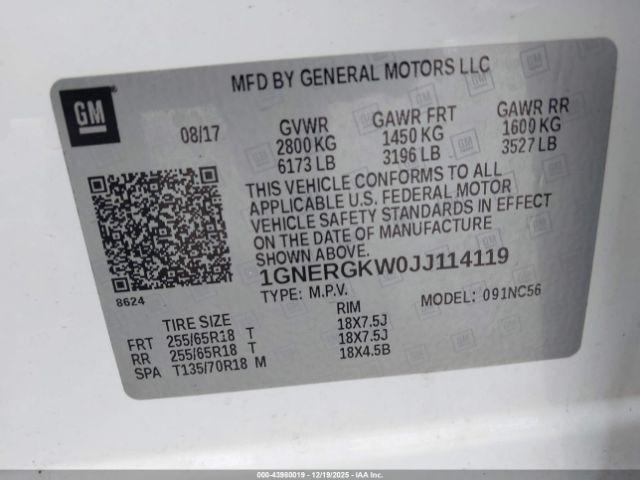 MFD BY GENERAL MOTORS LLC
GM
08/17
GVWR GAWR FRT GAWR RR
2800 KG 1450 KG 1600 KG
6173 LB 3196 LB 3527 LB
THIS VEHICLE CONFORMS TO ALL
APPLICABLE U.S. FEDERAL MOTOR
VEHICLE SAFETY STANDARDS IN EFFECT
ON THE DATE OF MANUFACTURE
SHOWN ABOVE.
1GNERGKW0JJ114119
8624
TYPE: M.P.V. MODEL: 091NC56
TIRE SIZE RIM
FRT 255/65R18 T 18X7.5J
RR 255/65R18 T 18X7.5J
SPA T135/70R18 M 18X4.5B
000-43980019 - 12/19/2025 - IAAI.COM